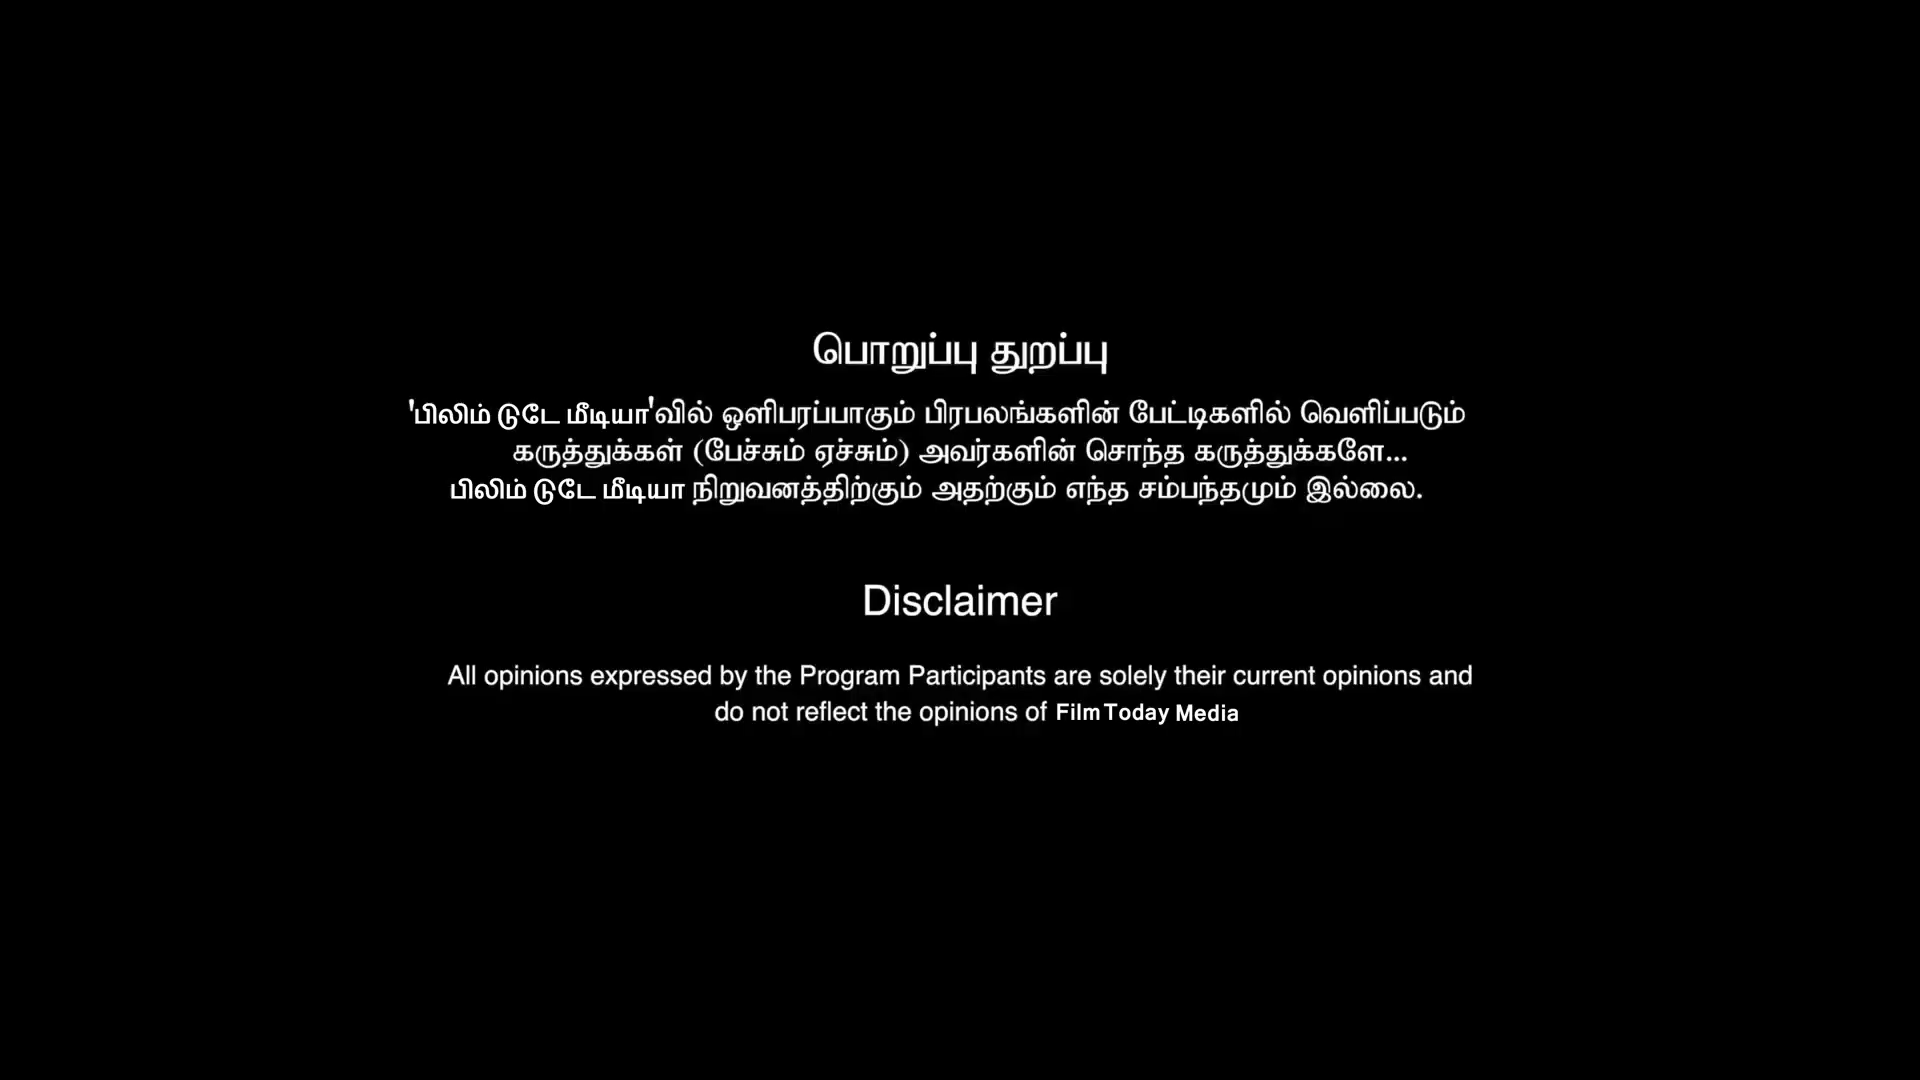 பொறுப்பு துறப்பு
'பிலிம் டுடே மீடியா'வில் ஒளிபரப்பாகும் பிரபலங்களின் பேட்டிகளில் வெளிப்படும்
கருத்துக்கள் (பேச்சும் ஏச்சும்) அவர்களின் சொந்த கருத்துக்களே...
பிலிம் டுடே மீடியா நிறுவனத்திற்கும் அதற்கும் எந்த சம்பந்தமும் இல்லை.
Disclaimer
All opinions expressed by the Program Participants are solely their current opinions and
do not reflect the opinions of Film Today Media